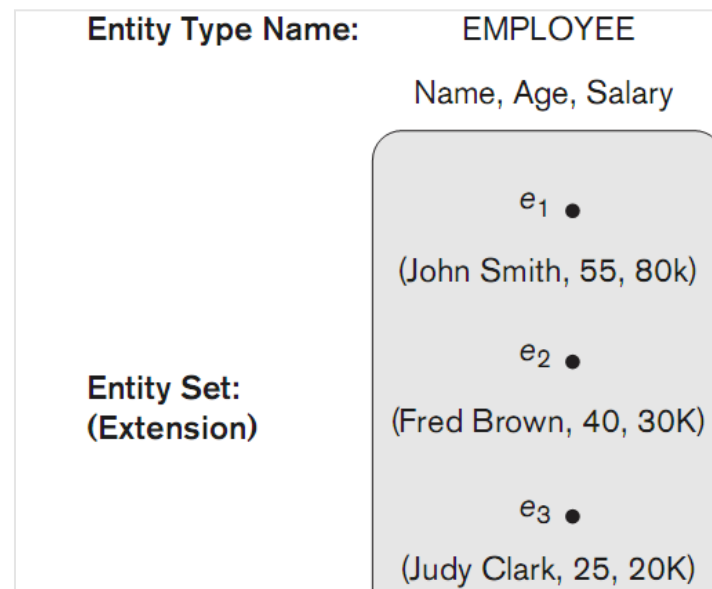 Entity Type Name: EMPLOYEE
Name, Age, Salary
e1
(John Smith, 55, 80k)
e2
Entity Set:
(Extension)
(Fred Brown, 40, 30K)
e3
(Judy Clark, 25, 20K)